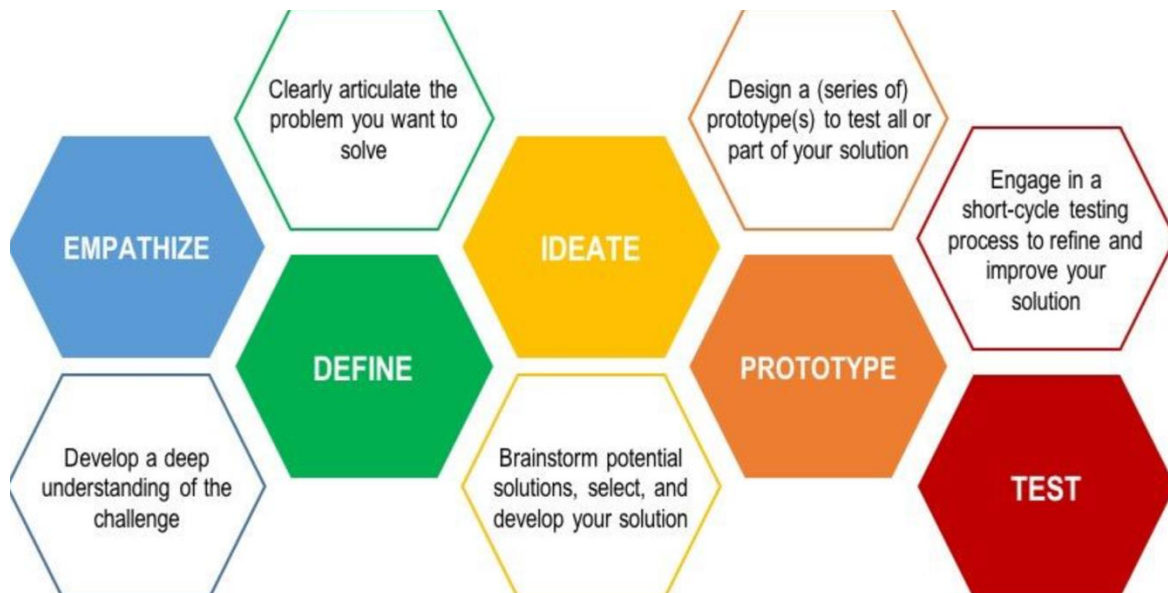 EMPATHIZE
Develop a deep
understanding of the
challenge
Clearly articulate the
problem you want to
solve
DEFINE
IDEATE
Brainstorm potential
solutions, select, and
develop your solution
Design a (series of)
prototype(s) to test all or
part of your solution
PROTOTYPE
Engage in a
short-cycle testing
process to refine and
improve your
solution
TEST